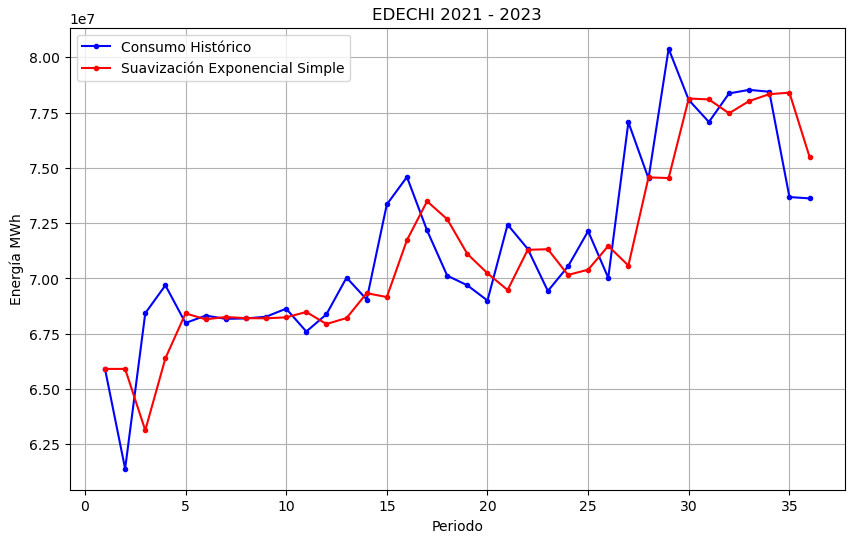 EDECHI 2021 - 2023
1e7
Consumo Histórico
Suavización Exponencial Simple
8.00
7.75
7.50
7.25
7.00
6.75
6.50
6.25
Energía MWh
0 5 10 15 20 25 30 35
Periodo